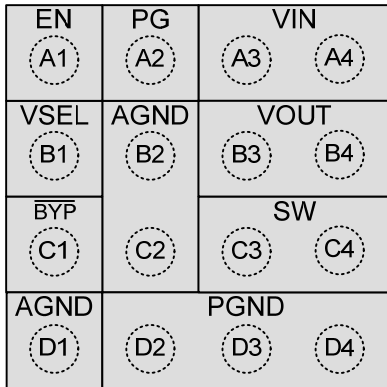 EN PG VIN
A1 A2 A3 A4
VSEL AGND VOUT
B1 B2 B3 B4
BYP SW
C1 C2 C3 C4
AGND PGND
D1 D2 D3 D4